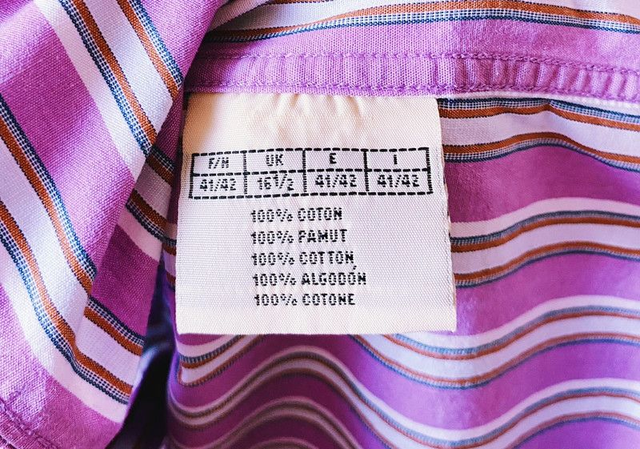 F/H UK E I
41/42 16½ 41/42 41/42
100% COTON
100% PAMUT
100% COTTON
100% ALGODÓN
100% COTONE